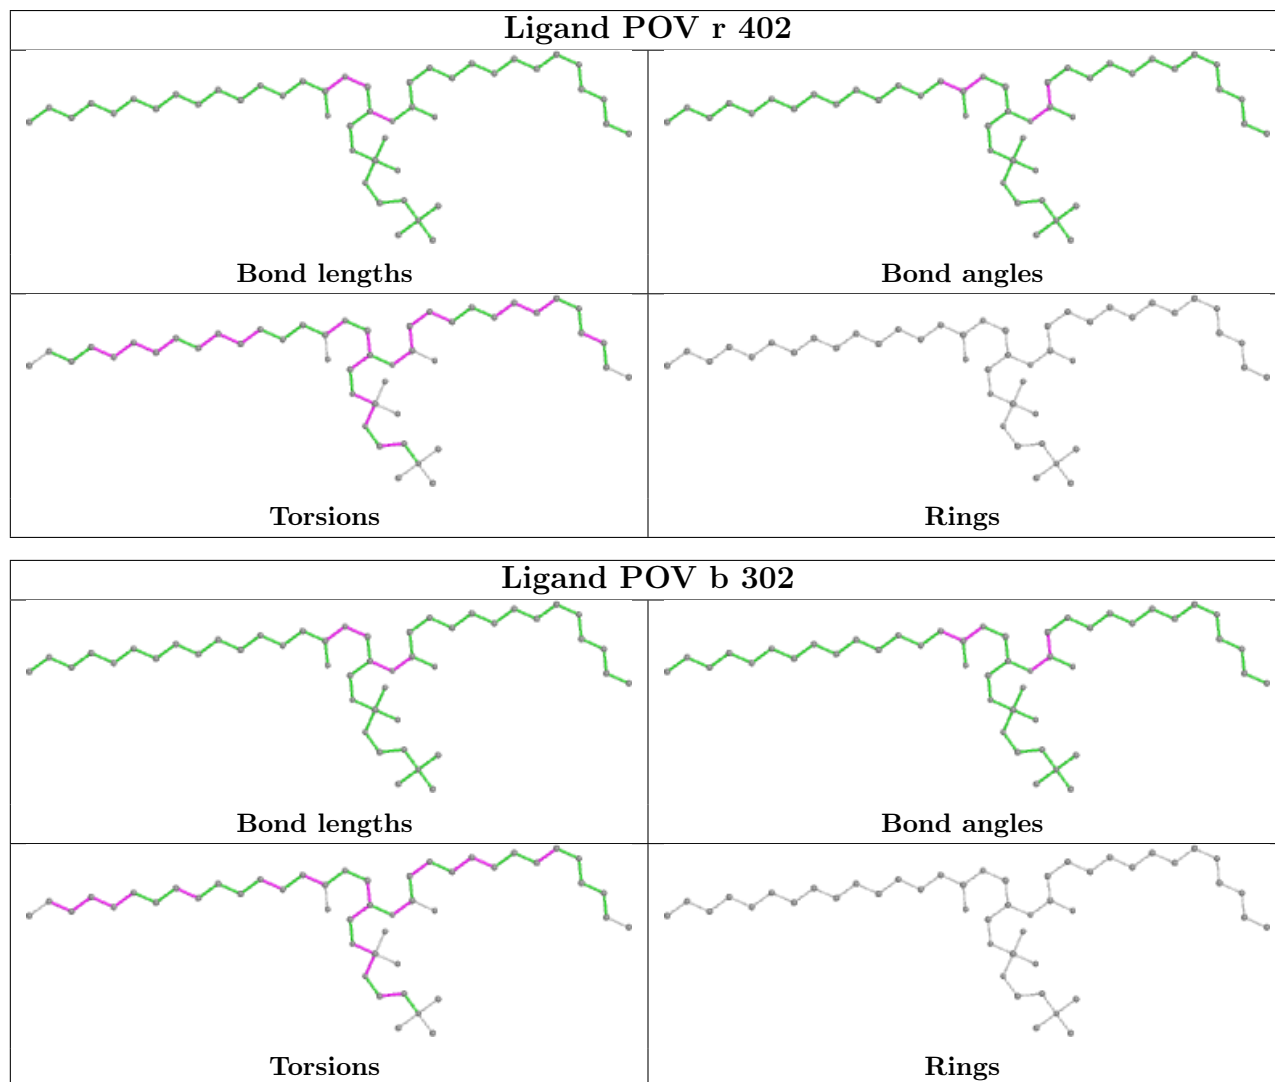 Ligand POV r 402
Bond lengths
Bond angles
Torsions
Rings
Ligand POV b 302
Bond lengths
Bond angles
Torsions
Rings